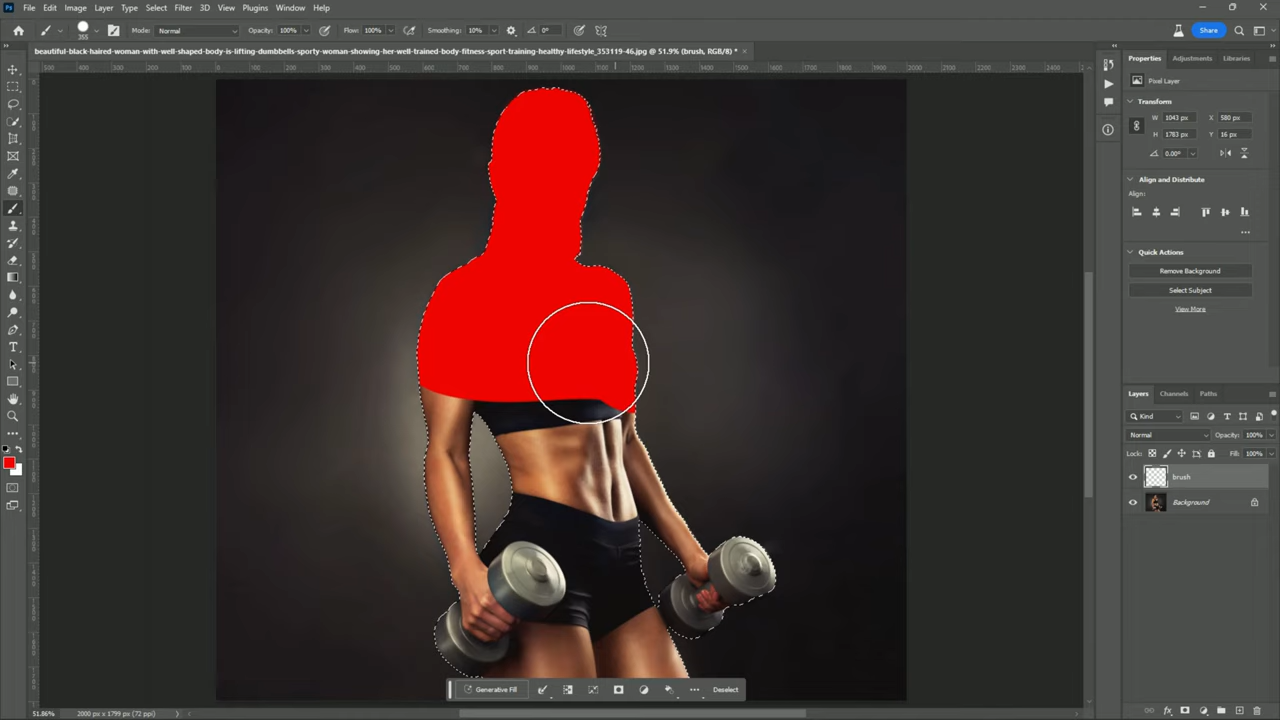 Ps File Edit Image Layer Type Select Filter 3D View Plugins Window Help
355 Mode: Normal Opacity: 100% Flow: 100% Smoothing: 10% 0° Share
beautiful-black-haired-woman-with-well-shaped-body-is-lifting-dumbbells-sporty-woman-showing-her-well-trained-body-fitness-sport-training-healthy-lifestyle_353119-46.jpg @ 51.9% (brush, RGB/8) *
Properties Adjustments Libraries
Pixel Layer
Transform
W 1043 px X 580 px
H 1783 px Y 16 px
0.00°
Align and Distribute
Align:
Quick Actions
Remove Background
Select Subject
View More
Layers Channels Paths
Kind
Normal Opacity: 100%
Lock: Fill: 100%
brush
Background
Generative Fill Deselect
51.86% 2000 px x 1799 px (72 ppi)